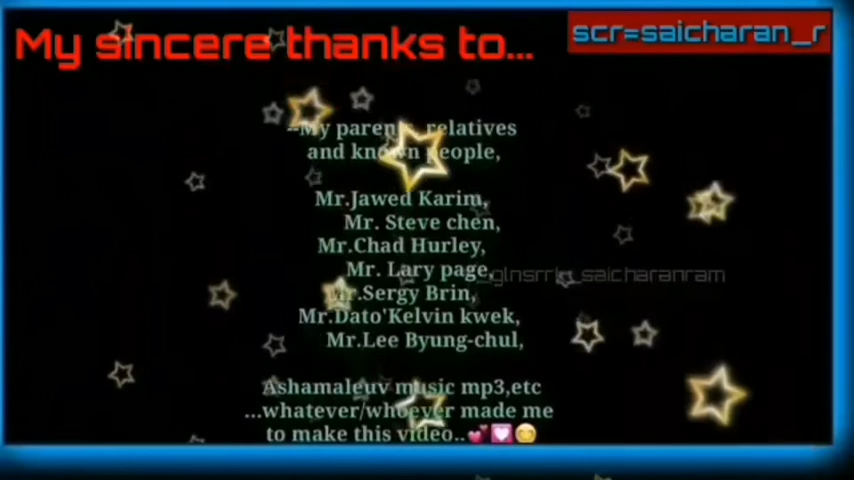 My sincere thanks to...
scr=saicharan_r
--My parents, relatives
and known people,
Mr.Jawed Karim,
Mr. Steve chen,
Mr.Chad Hurley,
Mr. Lary page,
Mr.Sergy Brin,
Mr.Dato'Kelvin kwek,
Mr.Lee Byung-chul,
Ashamaleuv music mp3,etc
...whatever/whoever made me
to make this video..💕💟😊